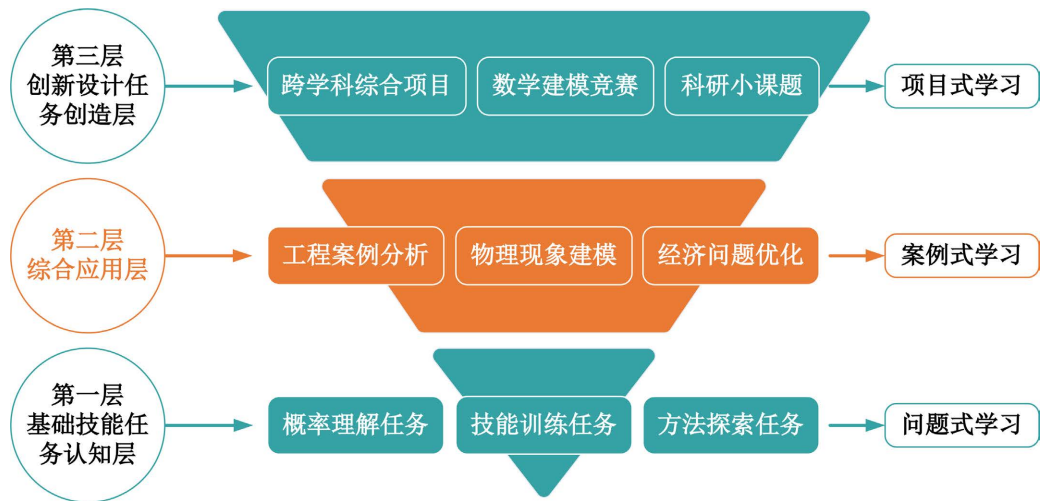 第三层
创新设计任
务创造层
跨学科综合项目
数学建模竞赛
科研小课题
项目式学习
第二层
综合应用层
工程案例分析
物理现象建模
经济问题优化
案例式学习
第一层
基础技能任
务认知层
概率理解任务
技能训练任务
方法探索任务
问题式学习